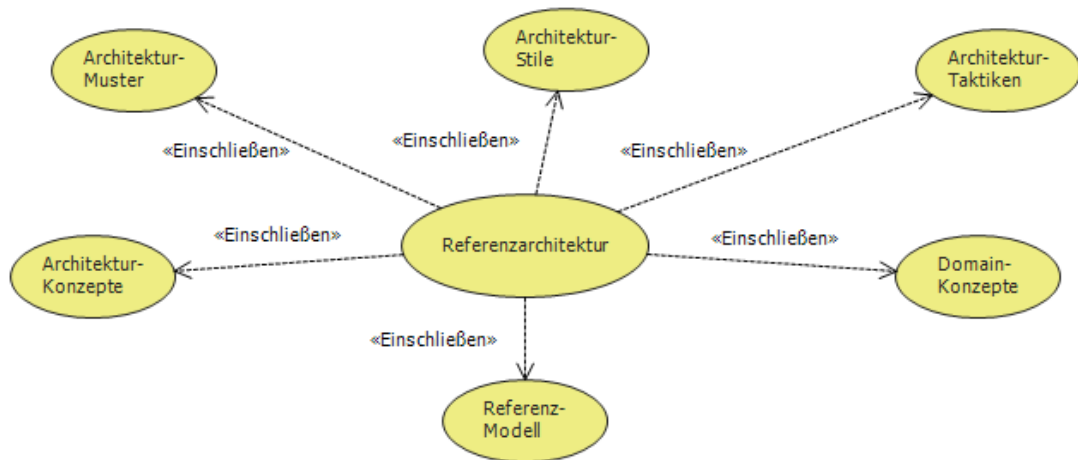 Architektur-
Muster
Architektur-
Stile
Architektur-
Taktiken
«Einschließen»
«Einschließen»
«Einschließen»
«Einschließen»
Referenzarchitektur
«Einschließen»
Architektur-
Konzepte
Domain-
Konzepte
«Einschließen»
Referenz-
Modell